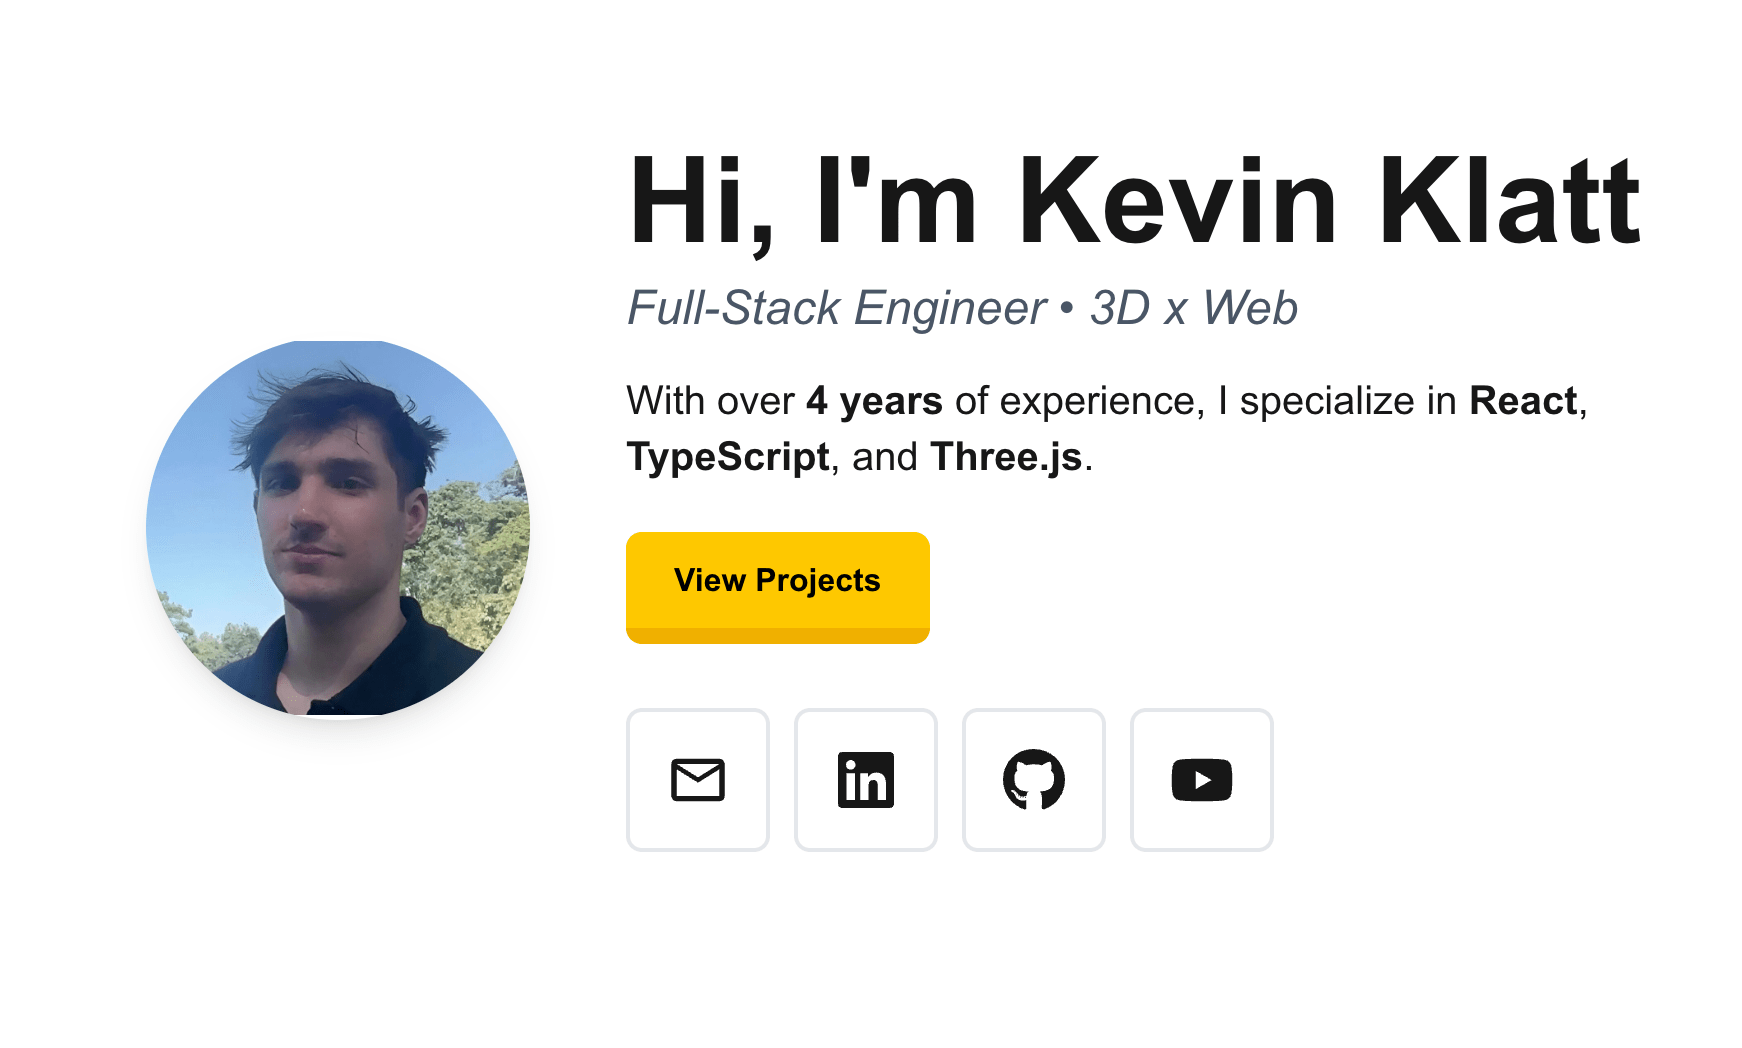 Hi, I'm Kevin Klatt
Full-Stack Engineer • 3D x Web
With over 4 years of experience, I specialize in React,
TypeScript, and Three.js.
View Projects
in